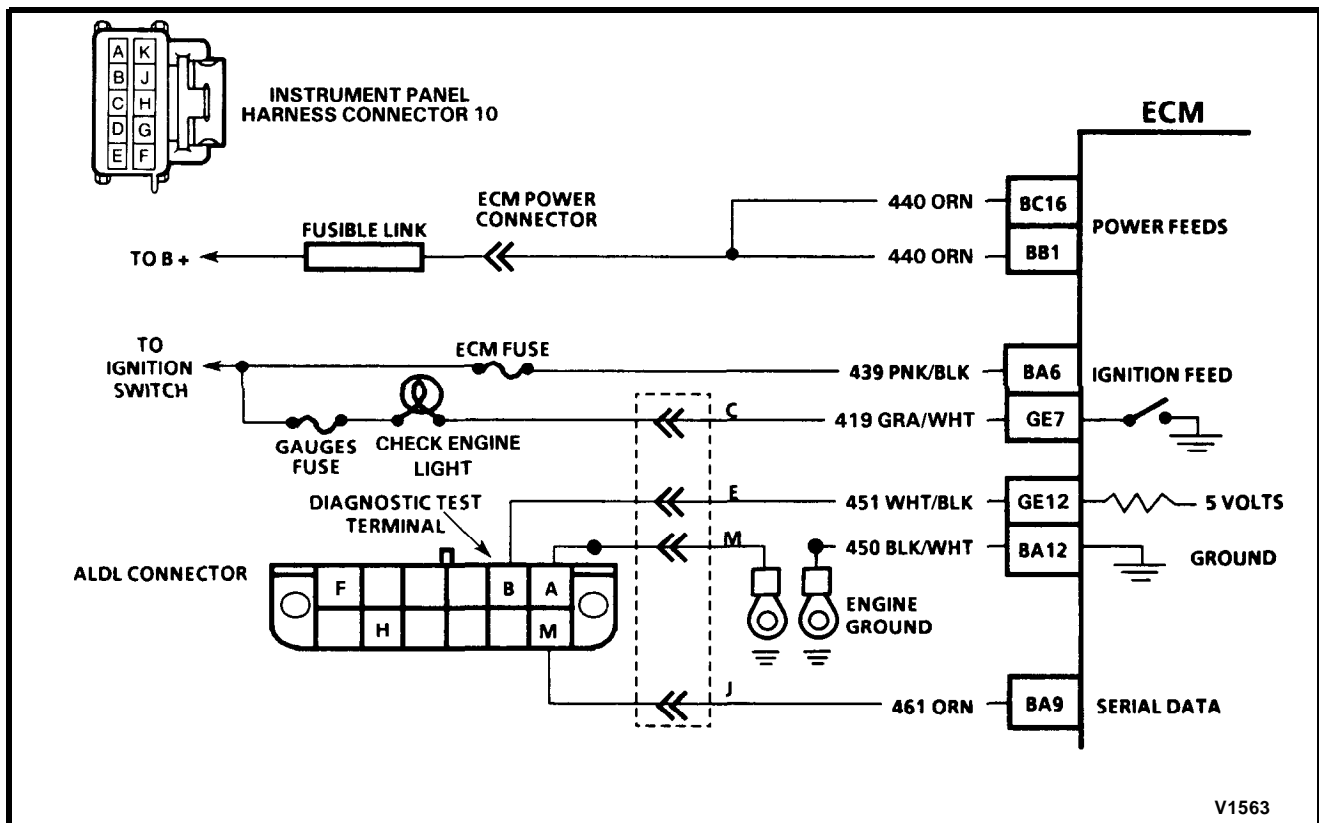 A K
B J
C H
D G
E F
INSTRUMENT PANEL
HARNESS CONNECTOR 10
ECM
ECM POWER
CONNECTOR
FUSIBLE LINK
TO B +
440 ORN
BC16
POWER FEEDS
440 ORN
BB1
TO
IGNITION
SWITCH
ECM FUSE
439 PNK/BLK
BA6
IGNITION FEED
GAUGES
FUSE
CHECK ENGINE
LIGHT
C
419 GRA/WHT
GE7
DIAGNOSTIC TEST
TERMINAL
E
451 WHT/BLK
GE12
5 VOLTS
M
450 BLK/WHT
BA12
GROUND
ALDL CONNECTOR
F B A
H M
ENGINE
GROUND
J
461 ORN
BA9
SERIAL DATA
V1563